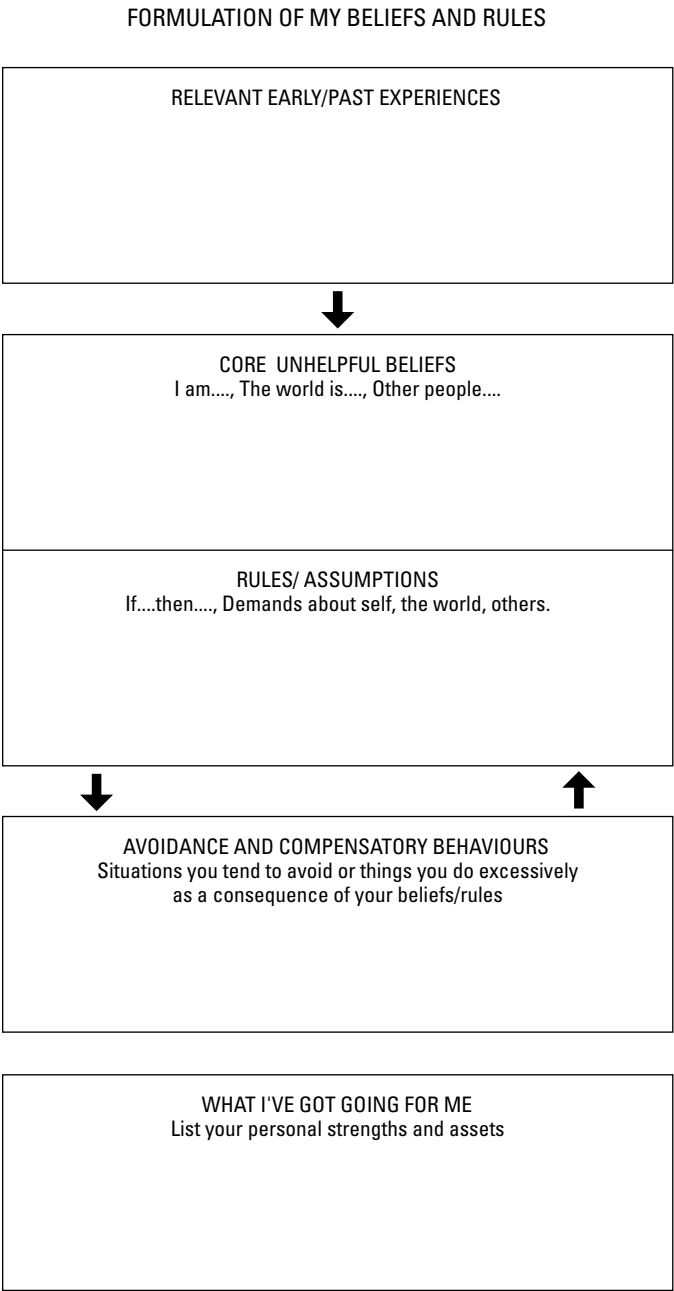 FORMULATION OF MY BELIEFS AND RULES
RELEVANT EARLY/PAST EXPERIENCES
CORE UNHELPFUL BELIEFS
I am...., The world is...., Other people....
RULES/ ASSUMPTIONS
If....then...., Demands about self, the world, others.
AVOIDANCE AND COMPENSATORY BEHAVIOURS
Situations you tend to avoid or things you do excessively
as a consequence of your beliefs/rules
WHAT I'VE GOT GOING FOR ME
List your personal strengths and assets